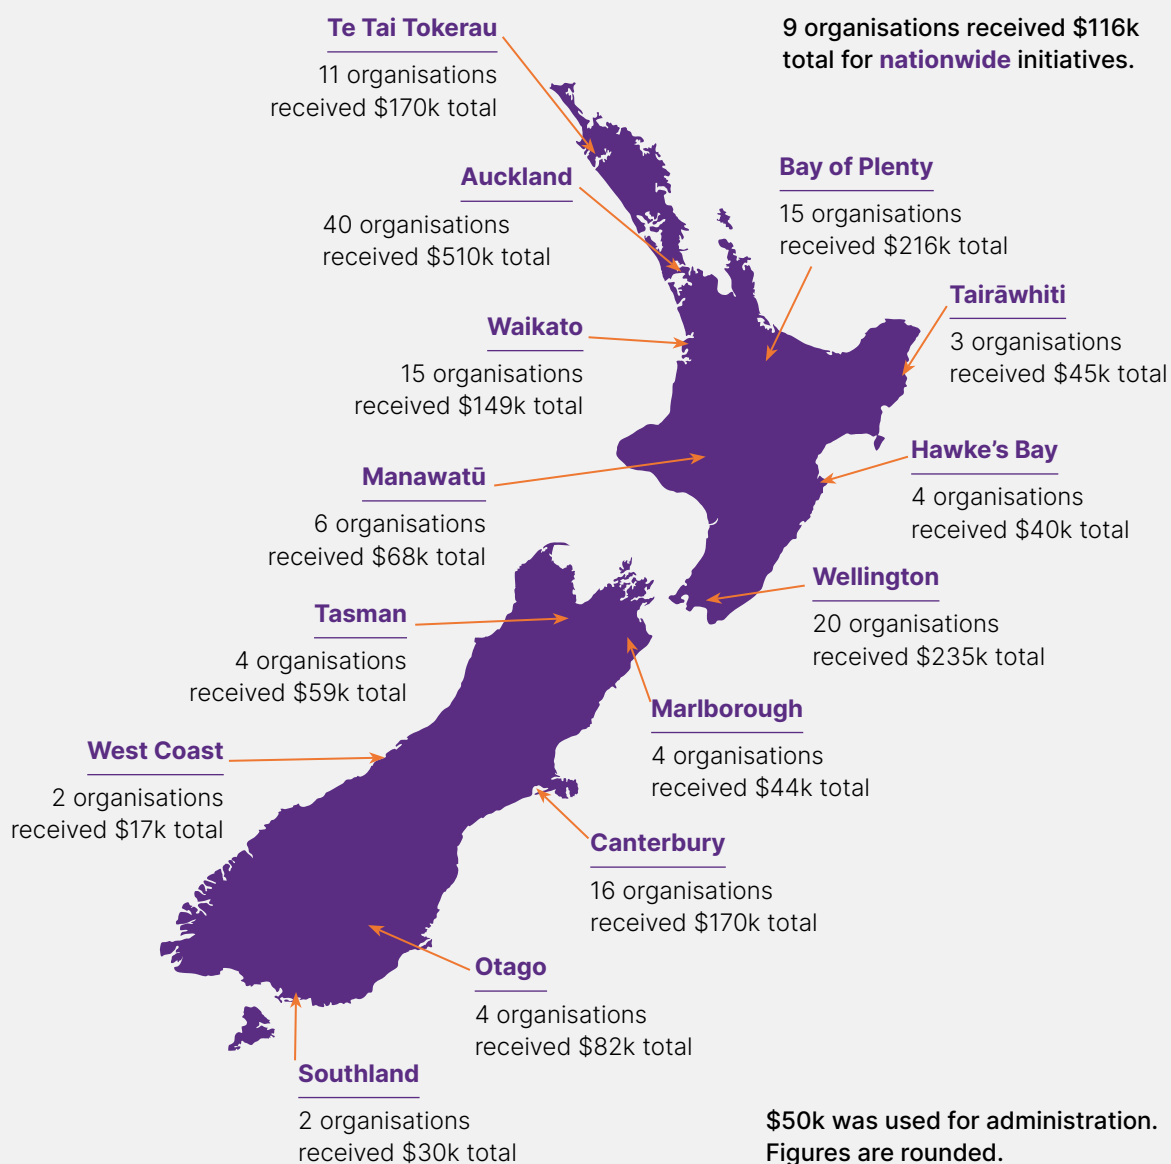 Te Tai Tokerau
11 organisations
received $170k total
9 organisations received $116k
total for nationwide initiatives.
Auckland
40 organisations
received $510k total
Bay of Plenty
15 organisations
received $216k total
Tairāwhiti
3 organisations
received $45k total
Waikato
15 organisations
received $149k total
Hawke's Bay
4 organisations
received $40k total
Manawatū
6 organisations
received $68k total
Wellington
20 organisations
received $235k total
Tasman
4 organisations
received $59k total
Marlborough
4 organisations
received $44k total
West Coast
2 organisations
received $17k total
Canterbury
16 organisations
received $170k total
Otago
4 organisations
received $82k total
Southland
2 organisations
received $30k total
$50k was used for administration.
Figures are rounded.